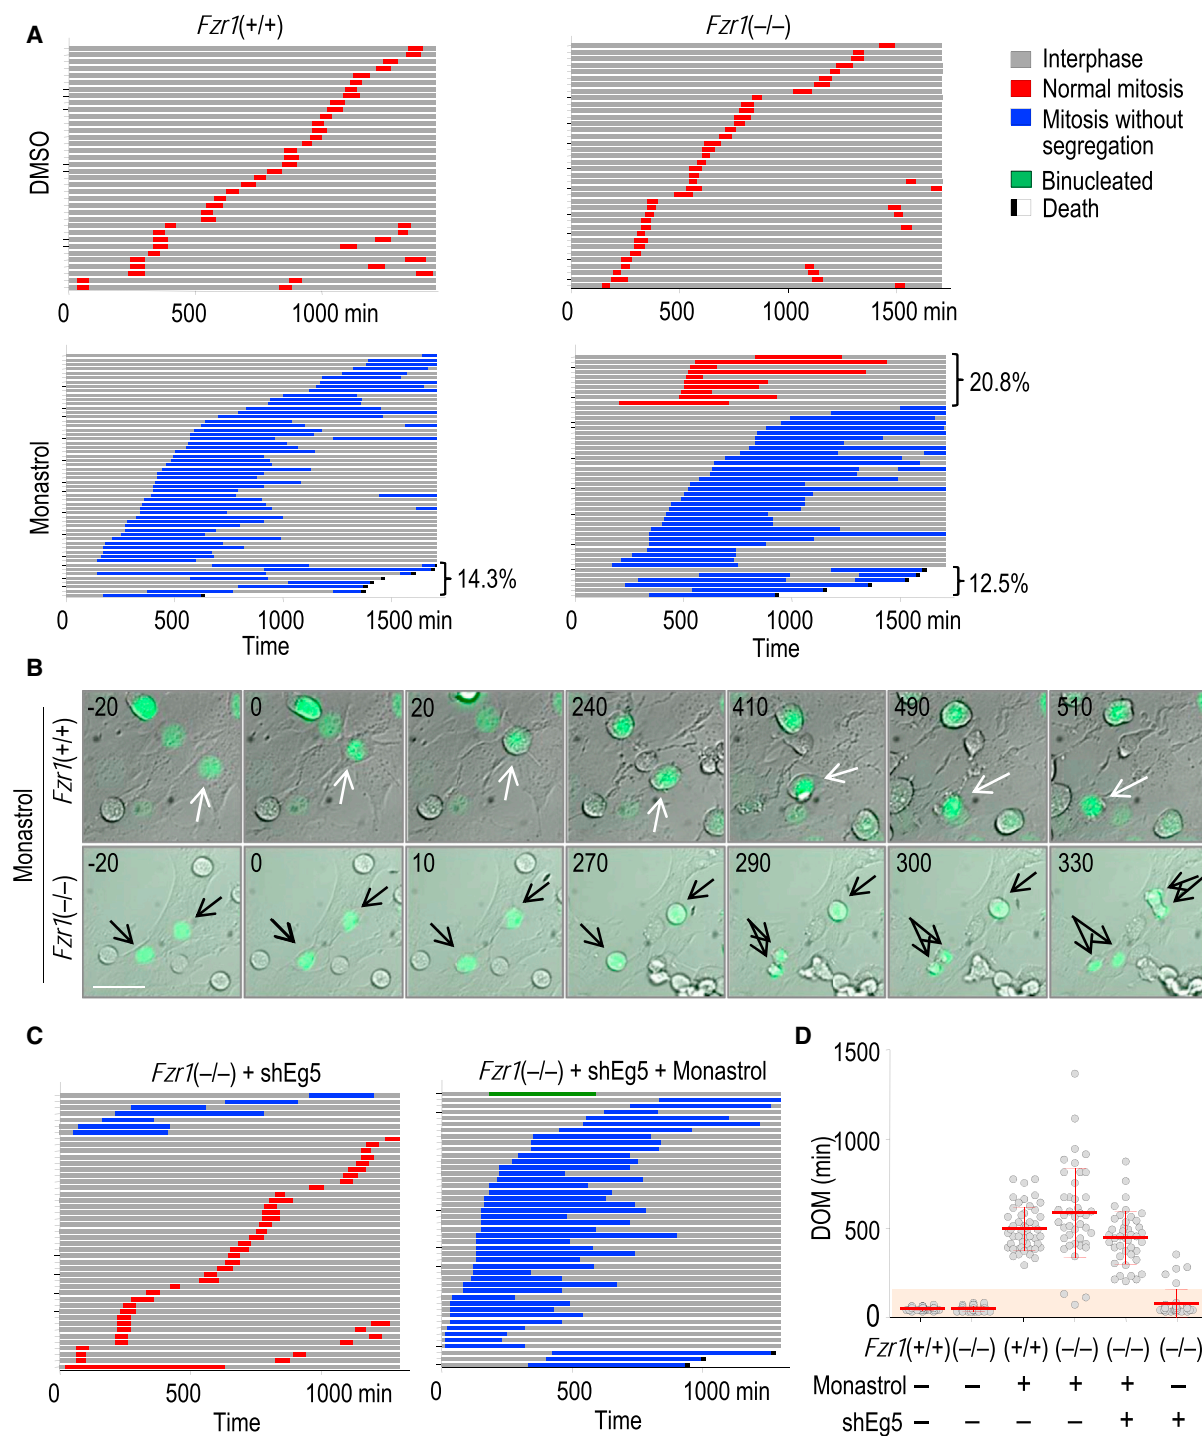 A
Fzr1(+/+)
Fzr1(–/–)
Interphase
Normal mitosis
Mitosis without
segregation
Binucleated
Death
DMSO
0 500 1000 min
0 500 1000 1500 min
Monastrol
14.3%
20.8%
12.5%
0 500 1000 1500 min
Time
0 500 1000 1500 min
Time
B
Monastrol
Fzr1(+/+)
-20 0 20 240 410 490 510
Fzr1(–/–)
-20 0 10 270 290 300 330
C
Fzr1(–/–) + shEg5
Fzr1(–/–) + shEg5 + Monastrol
0 500 1000 min
Time
0 500 1000 min
Time
D
DOM (min)
1500
1000
500
0
Fzr1 (+/+) (–/–) (+/+) (–/–) (–/–) (–/–)
Monastrol – – + + + –
shEg5 – – – – + +